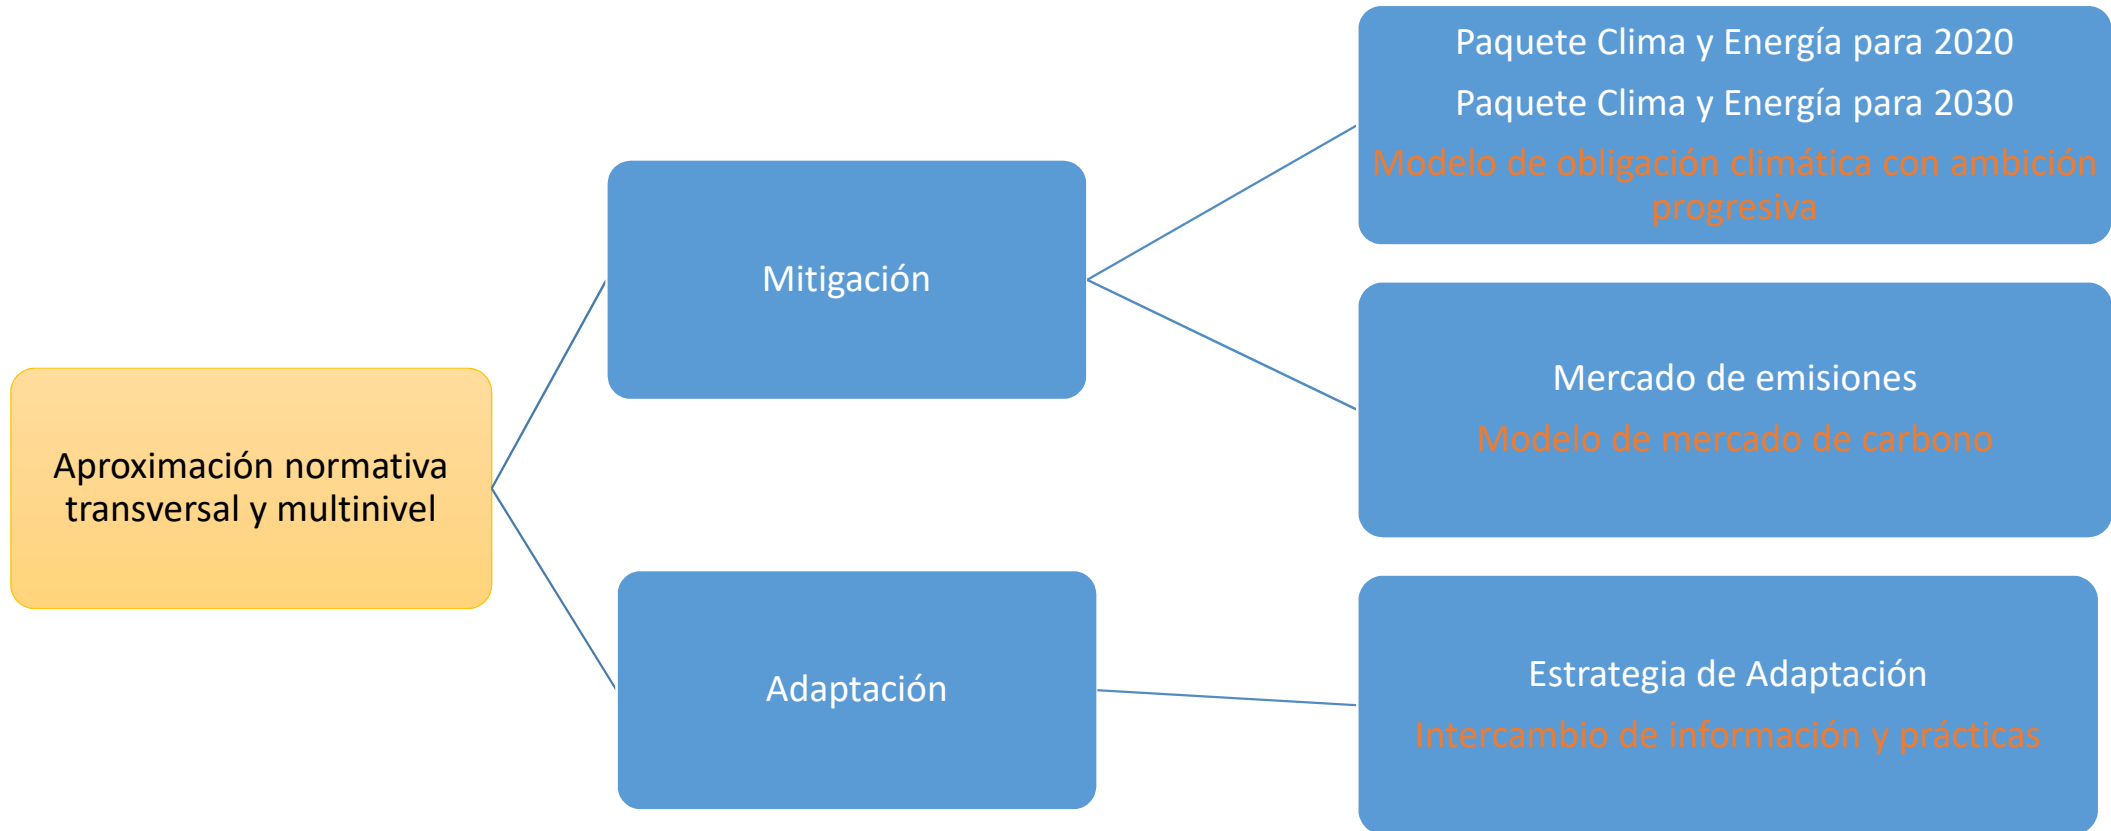 Aproximación normativa
transversal y multinivel
Mitigación
Paquete Clima y Energía para 2020
Paquete Clima y Energía para 2030
Modelo de obligación climática con ambición
progresiva
Mercado de emisiones
Modelo de mercado de carbono
Adaptación
Estrategia de Adaptación
Intercambio de información y prácticas